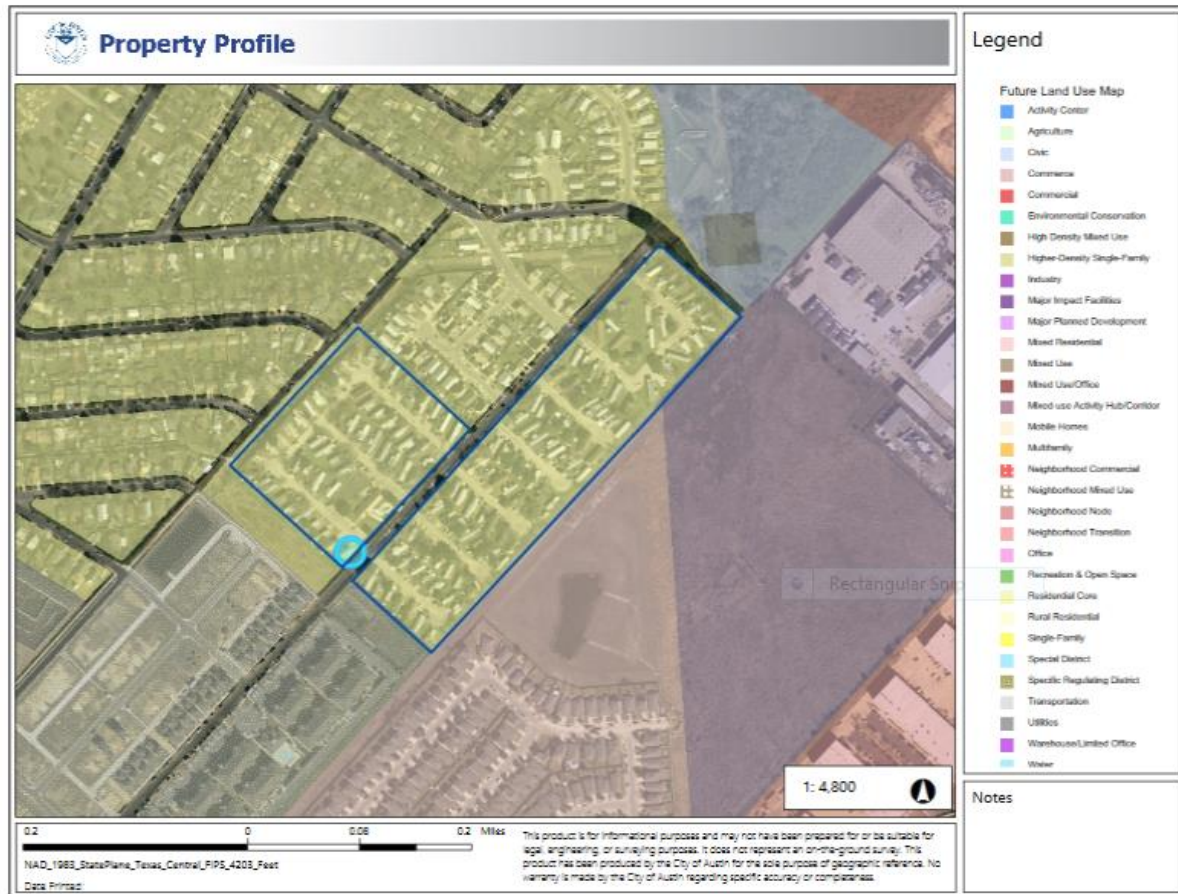 Property Profile
Legend
Future Land Use Map
Activity Center
Agriculture
Civic
Commerce
Commercial
Environmental Conservation
High Density Mixed Use
Higher-Density Single-Family
Industry
Major Impact Facilities
Major Planned Development
Mixed Residential
Mixed Use
Mixed Use/Office
Mixed use Activity Hub/Corridor
Mobile Homes
Multifamily
Neighborhood Commercial
Neighborhood Mixed Use
Neighborhood Node
Neighborhood Transition
Office
Recreation & Open Space
Residential Core
Rural Residential
Single-Family
Special District
Specific Regulating District
Transportation
Utilities
Warehouse/Limited Office
Water
Rectangular Snip
1: 4,800
Notes
0.2 0 0.08 0.2 Miles
NAD_1983_StatePlane_Texas_Central_FIPS_4203_Feet
Date Printed:
This product is for informational purposes and may not have been prepared for or be suitable for
legal, engineering, or surveying purposes. It does not represent an on-the-ground survey. This
product has been produced by the City of Austin for the sole purpose of geographic reference. No
warranty is made by the City of Austin regarding specific accuracy or completeness.